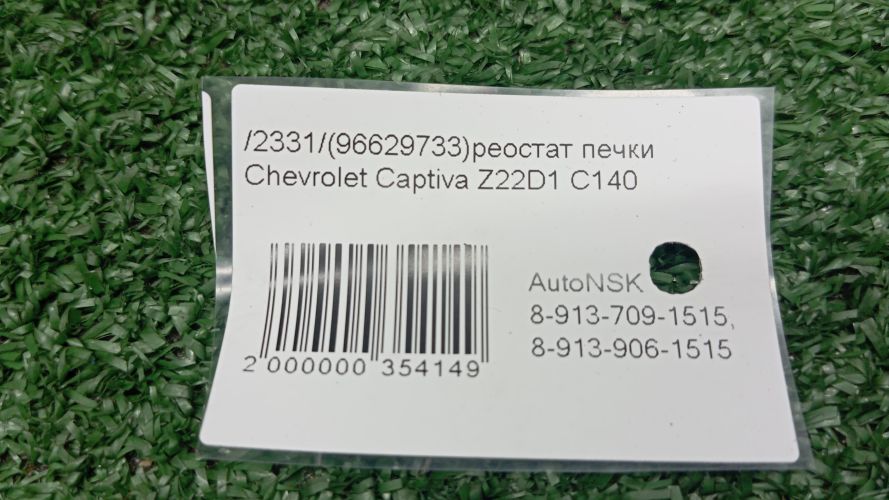 /2331/(96629733)реостат печки
Chevrolet Captiva Z22D1 C140
AutoNSK
8-913-709-1515,
8-913-906-1515
2 000000 354149